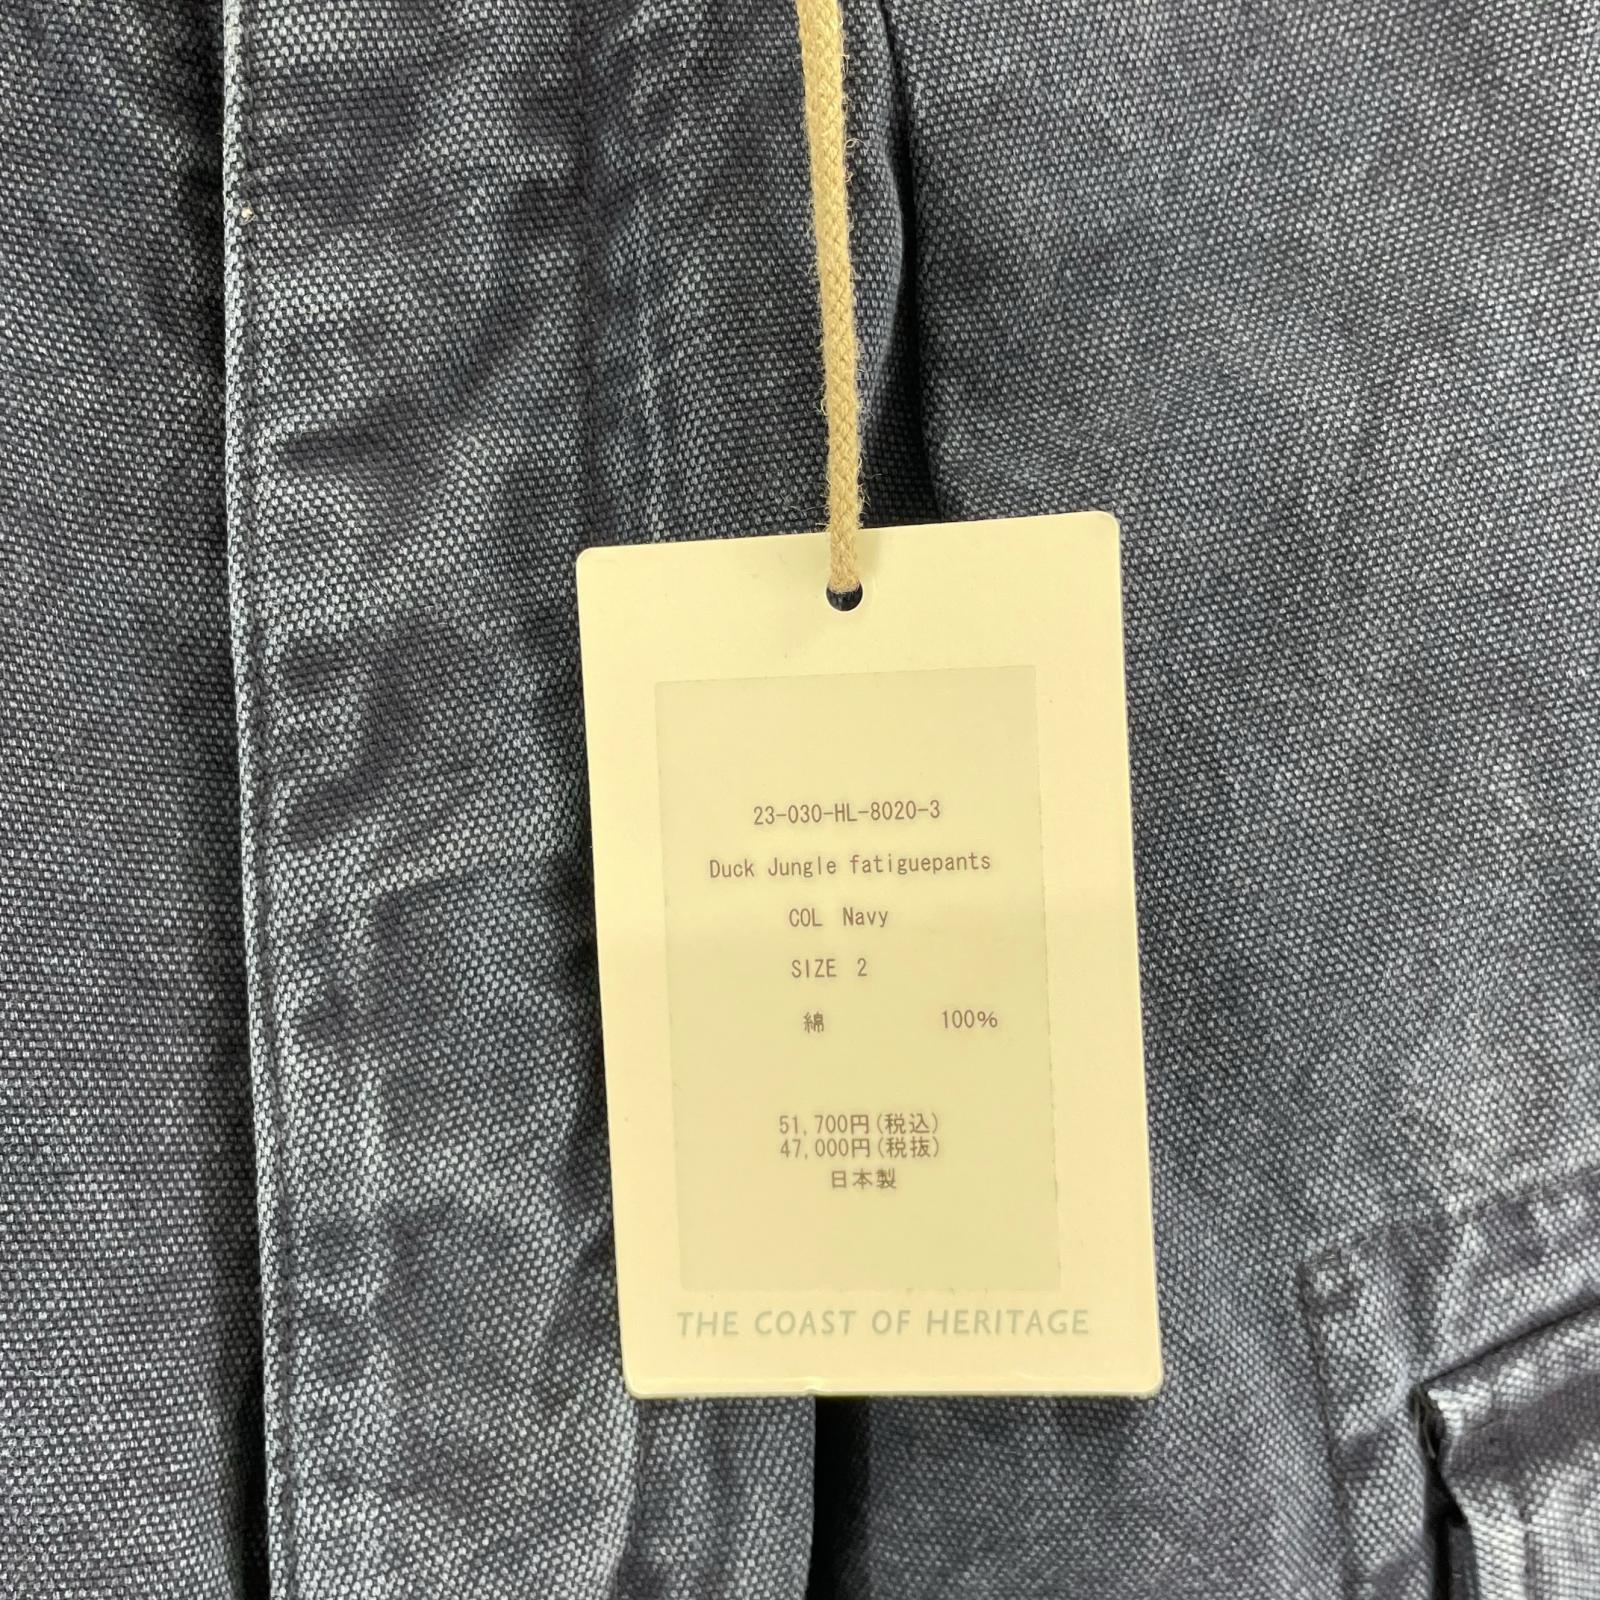 23-030-HL-8020-3
Duck Jungle fatiguepants
COL Navy
SIZE 2
綿 100%
51,700円(税込)
47,000円(税抜)
日本製
THE COAST OF HERITAGE